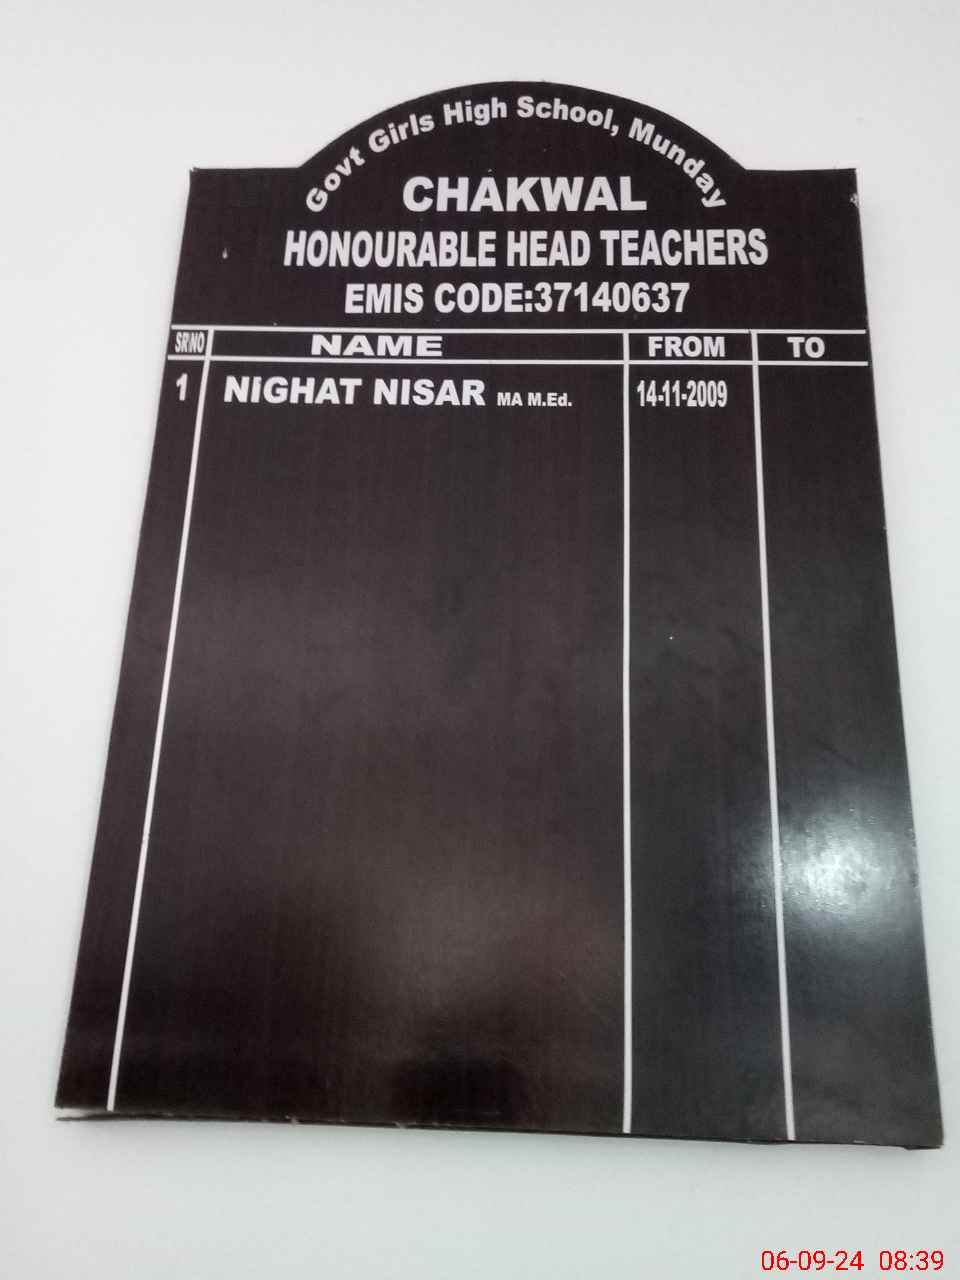 Govt Girls High School, Munday
CHAKWAL
HONOURABLE HEAD TEACHERS
EMIS CODE:37140637
SR:NO NAME FROM TO
1 NiGHAT NISAR MA M.Ed. 14-11-2009
06-09-24 08:39